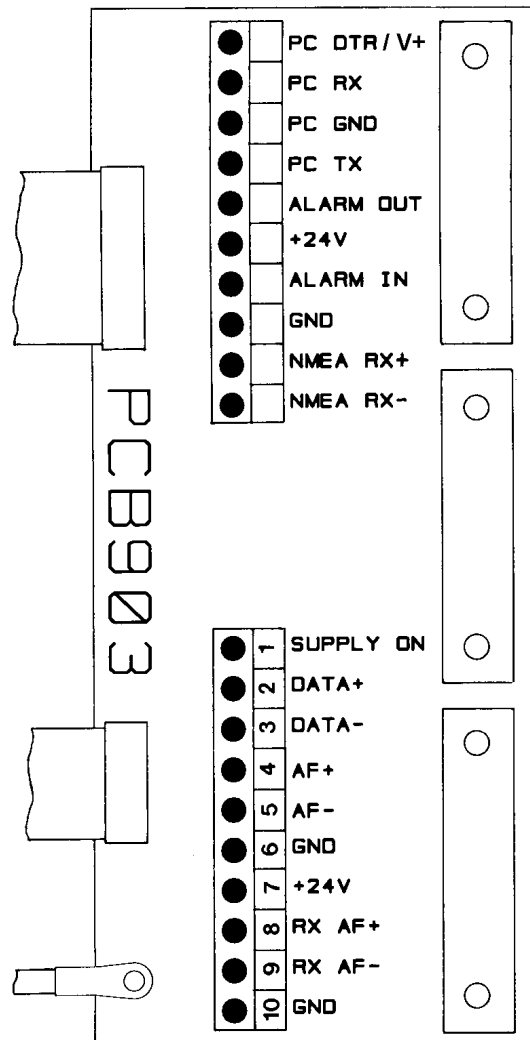 PC DTR/V+
PC RX
PC GND
PC TX
ALARM OUT
+24V
ALARM IN
GND
NMEA RX+
NMEA RX-
PCB903
1 SUPPLY ON
2 DATA+
3 DATA-
4 AF+
5 AF-
6 GND
7 +24V
8 RX AF+
9 RX AF-
10 GND